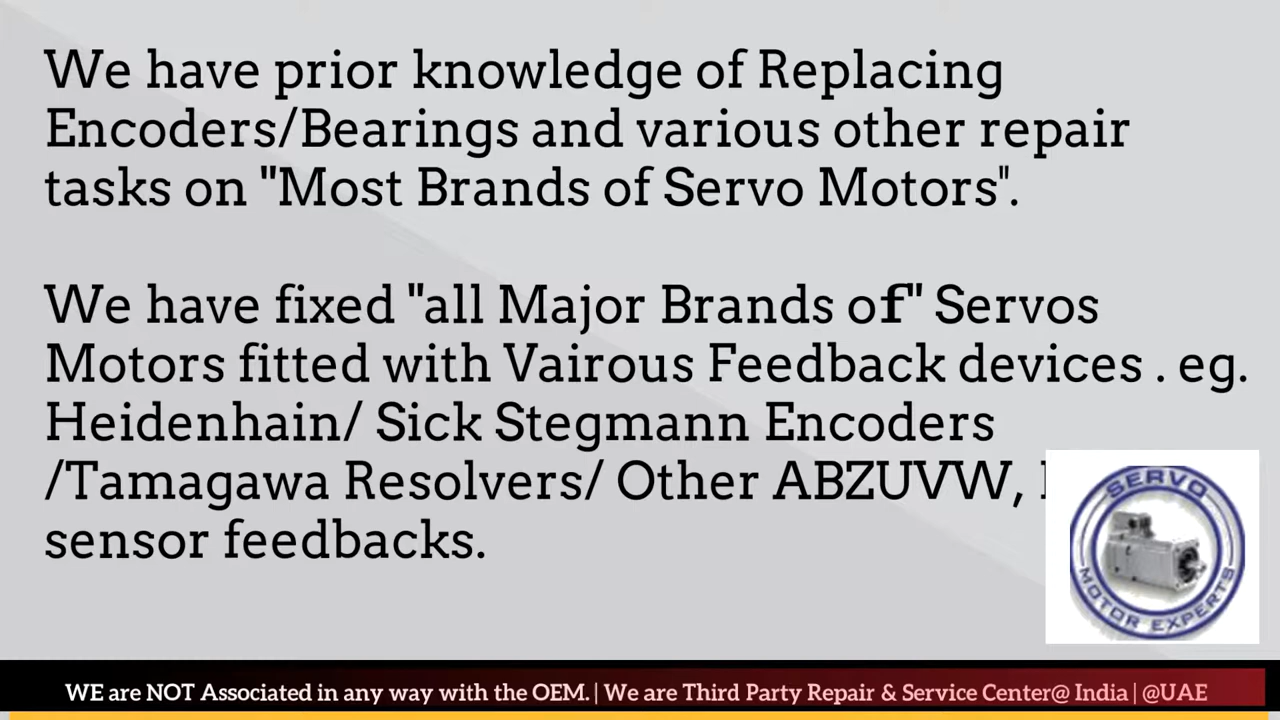 We have prior knowledge of Replacing
Encoders/Bearings and various other repair
tasks on "Most Brands of Servo Motors".
We have fixed "all Major Brands of" Servos
Motors fitted with Vairous Feedback devices . eg.
Heidenhain/ Sick Stegmann Encoders
/Tamagawa Resolvers/ Other ABZUVW,
sensor feedbacks.
SERVO
MOTOR EXPERTS
WE are NOT Associated in any way with the OEM. | We are Third Party Repair & Service Center@ India | @UAE